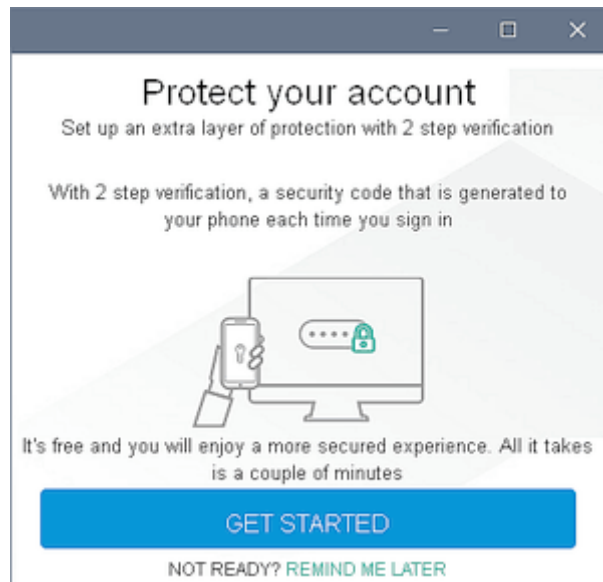 Protect your account
Set up an extra layer of protection with 2 step verification
With 2 step verification, a security code that is generated to
your phone each time you sign in
It's free and you will enjoy a more secured experience. All it takes
is a couple of minutes
GET STARTED
NOT READY? REMIND ME LATER